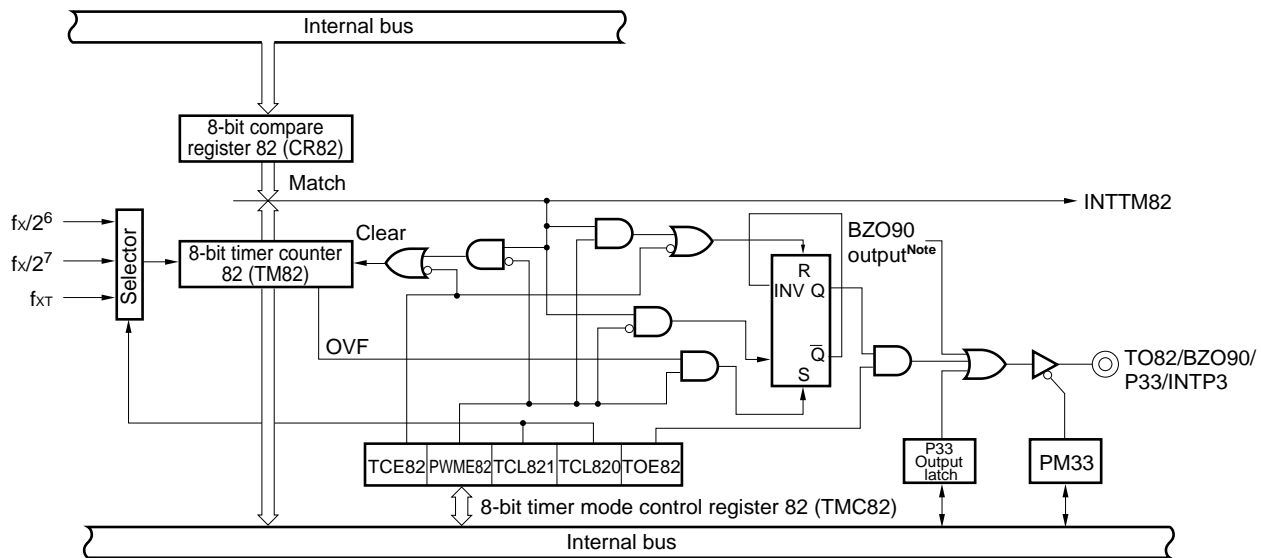 Internal bus
8-bit compare
register 82 (CR82)
Match
INTTM82
fX/2^6
fX/2^7
fXT
Selector
8-bit timer counter
82 (TM82)
Clear
OVF
R
INV Q
Q̅
S
BZO90
output^Note
TO82/BZO90/
P33/INTP3
TCE82 PWME82 TCL821 TCL820 TOE82
P33
Output
latch
PM33
8-bit timer mode control register 82 (TMC82)
Internal bus